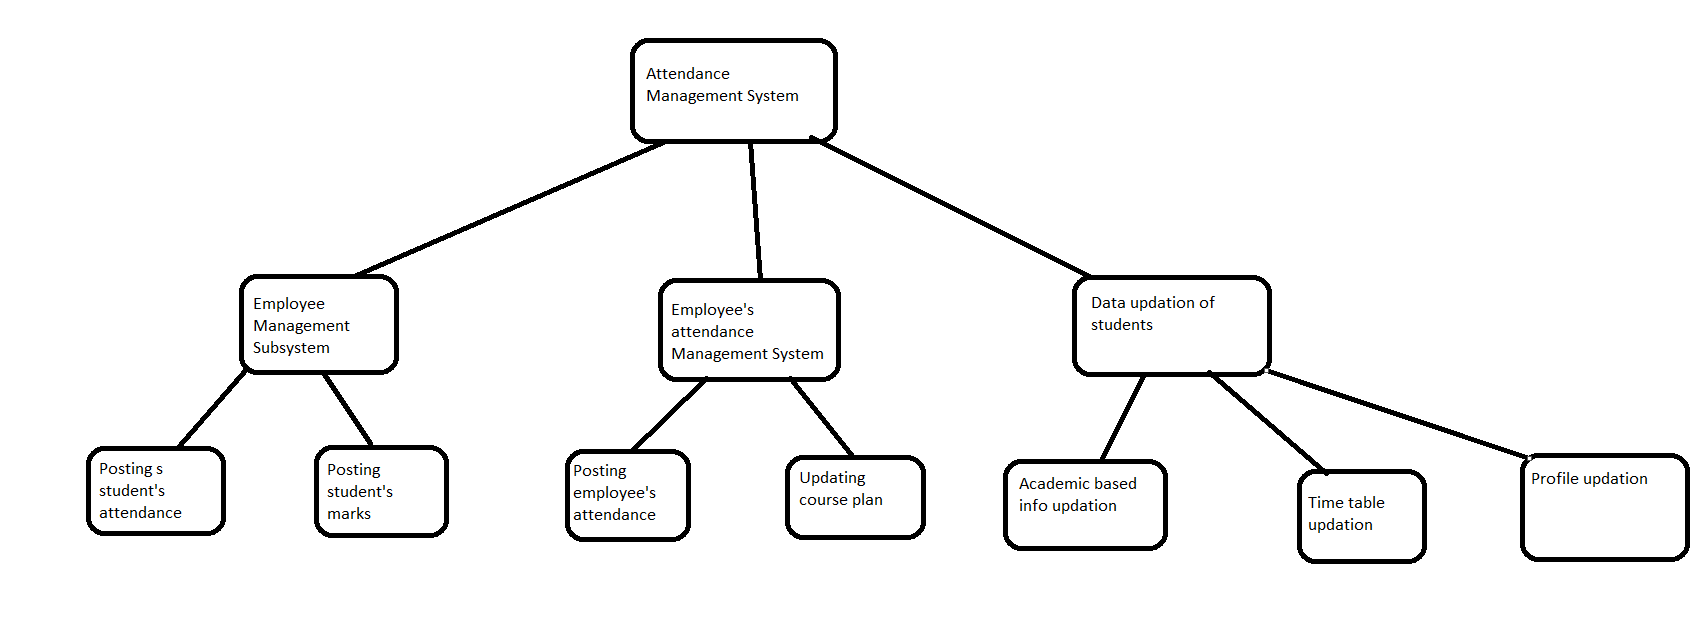 Attendance
Management System
Employee
Management
Subsystem
Employee's
attendance
Management System
Data updation of
students
Posting s
student's
attendance
Posting
student's
marks
Posting
employee's
attendance
Updating
course plan
Academic based
info updation
Time table
updation
Profile updation